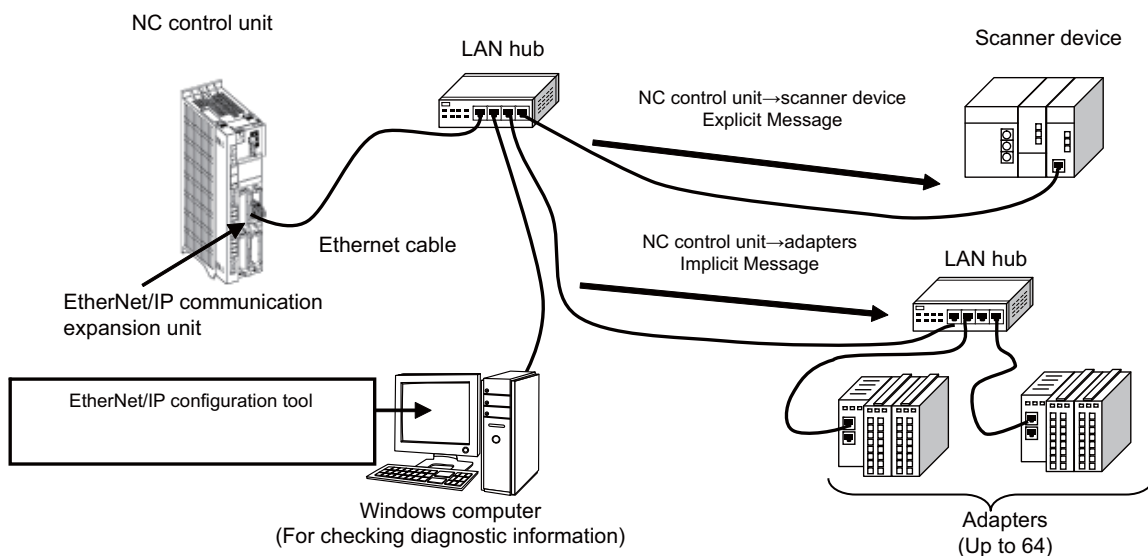 NC control unit
LAN hub
Scanner device
NC control unit→scanner device
Explicit Message
Ethernet cable
NC control unit→adapters
Implicit Message
LAN hub
EtherNet/IP communication
expansion unit
EtherNet/IP configuration tool
Windows computer
(For checking diagnostic information)
Adapters
(Up to 64)